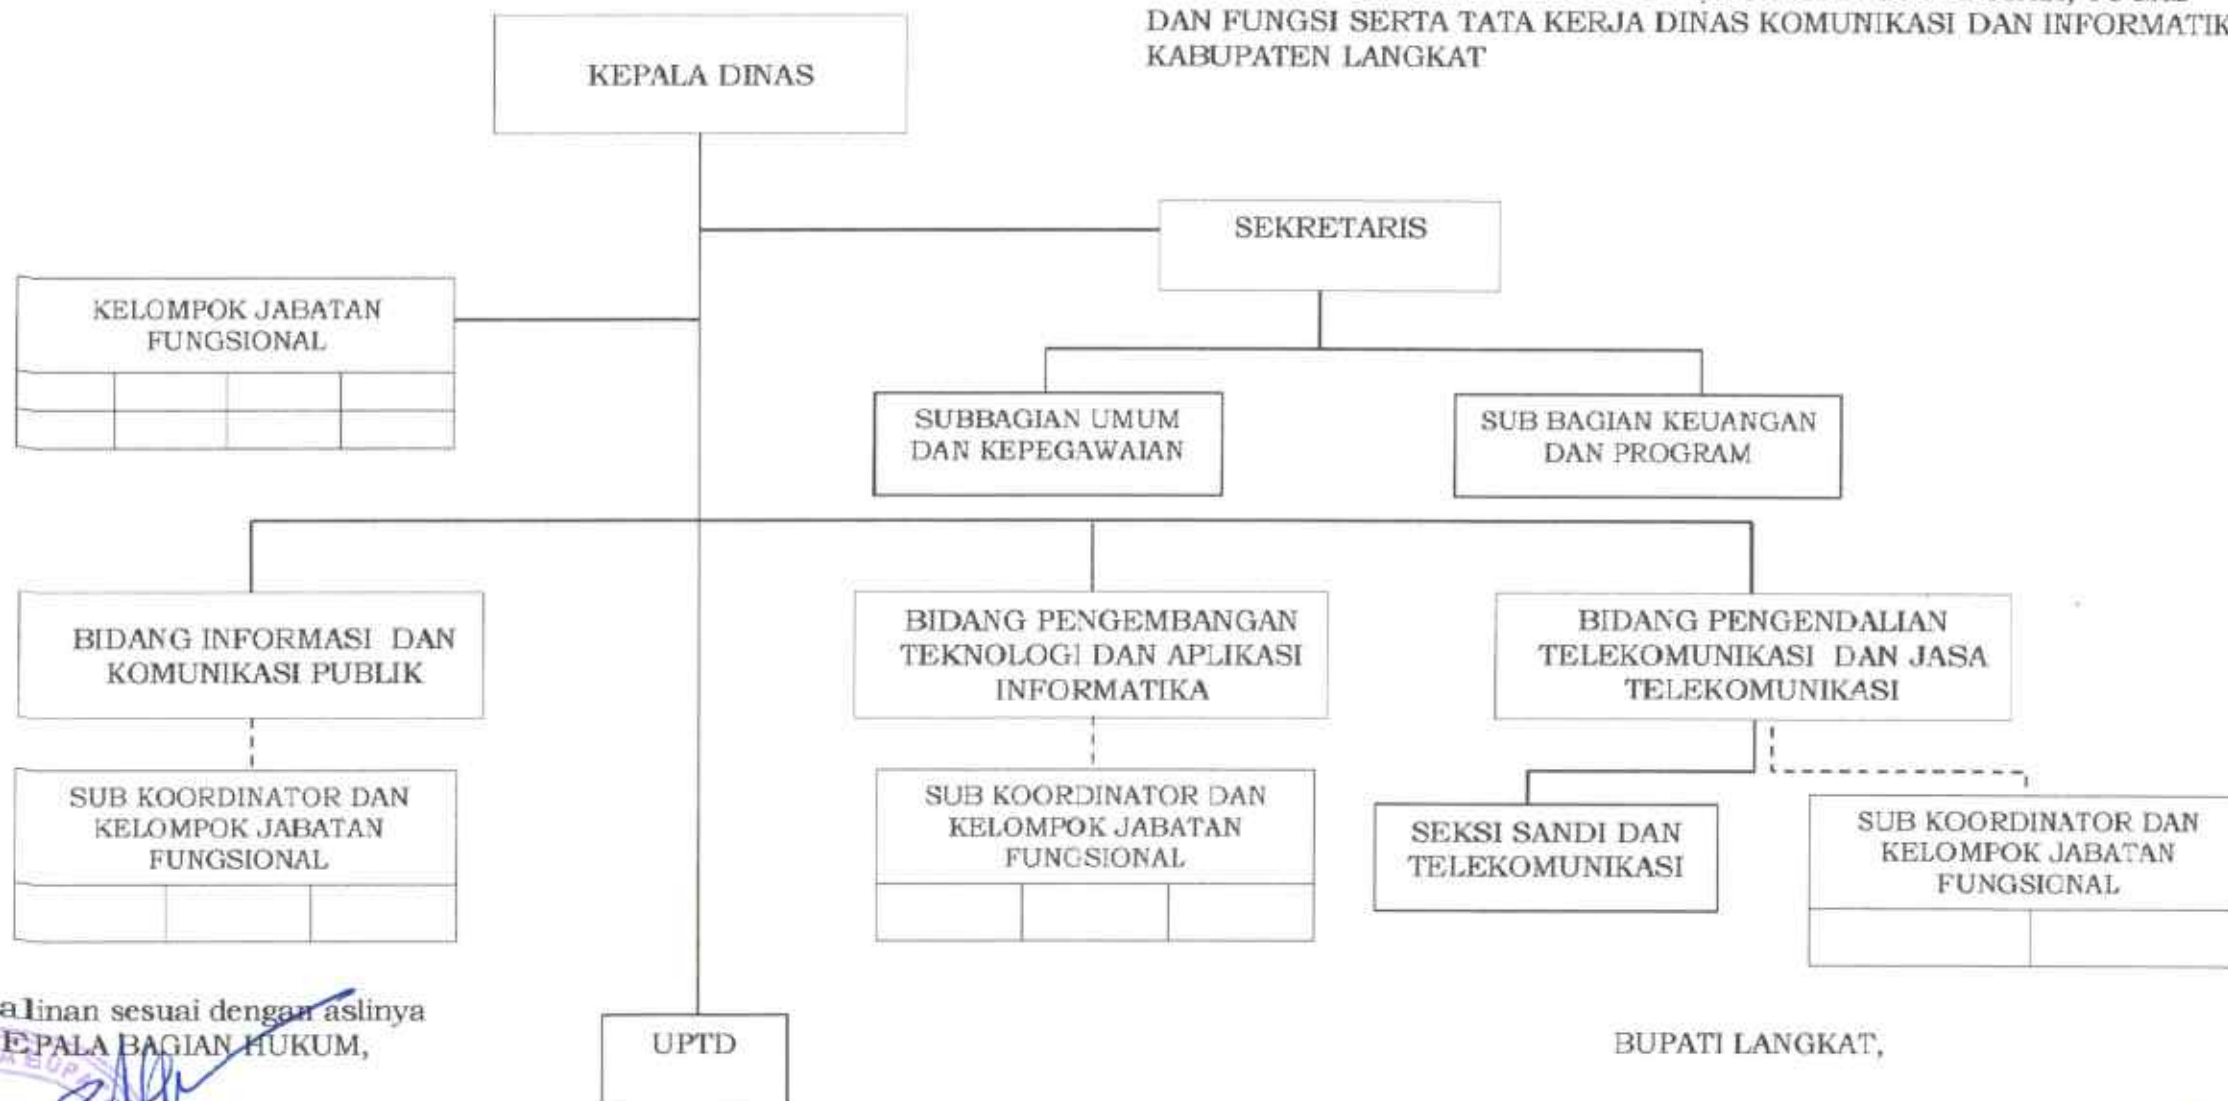 DAN FUNGSI SERTA TATA KERJA DINAS KOMUNIKASI DAN INFORMATIK
KABUPATEN LANGKAT
KEPALA DINAS
SEKRETARIS
KELOMPOK JABATAN
FUNGSIONAL
SUBBAGIAN UMUM
DAN KEPEGAWAIAN
SUB BAGIAN KEUANGAN
DAN PROGRAM
BIDANG INFORMASI DAN
KOMUNIKASI PUBLIK
BIDANG PENGEMBANGAN
TEKNOLOGI DAN APLIKASI
INFORMATIKA
BIDANG PENGENDALIAN
TELEKOMUNIKASI DAN JASA
TELEKOMUNIKASI
SUB KOORDINATOR DAN
KELOMPOK JABATAN
FUNGSIONAL
SUB KOORDINATOR DAN
KELOMPOK JABATAN
FUNGSIONAL
SEKSI SANDI DAN
TELEKOMUNIKASI
SUB KOORDINATOR DAN
KELOMPOK JABATAN
FUNGSIONAL
alinan sesuai dengan aslinya
EPALA BAGIAN HUKUM,
UPTD
BUPATI LANGKAT,